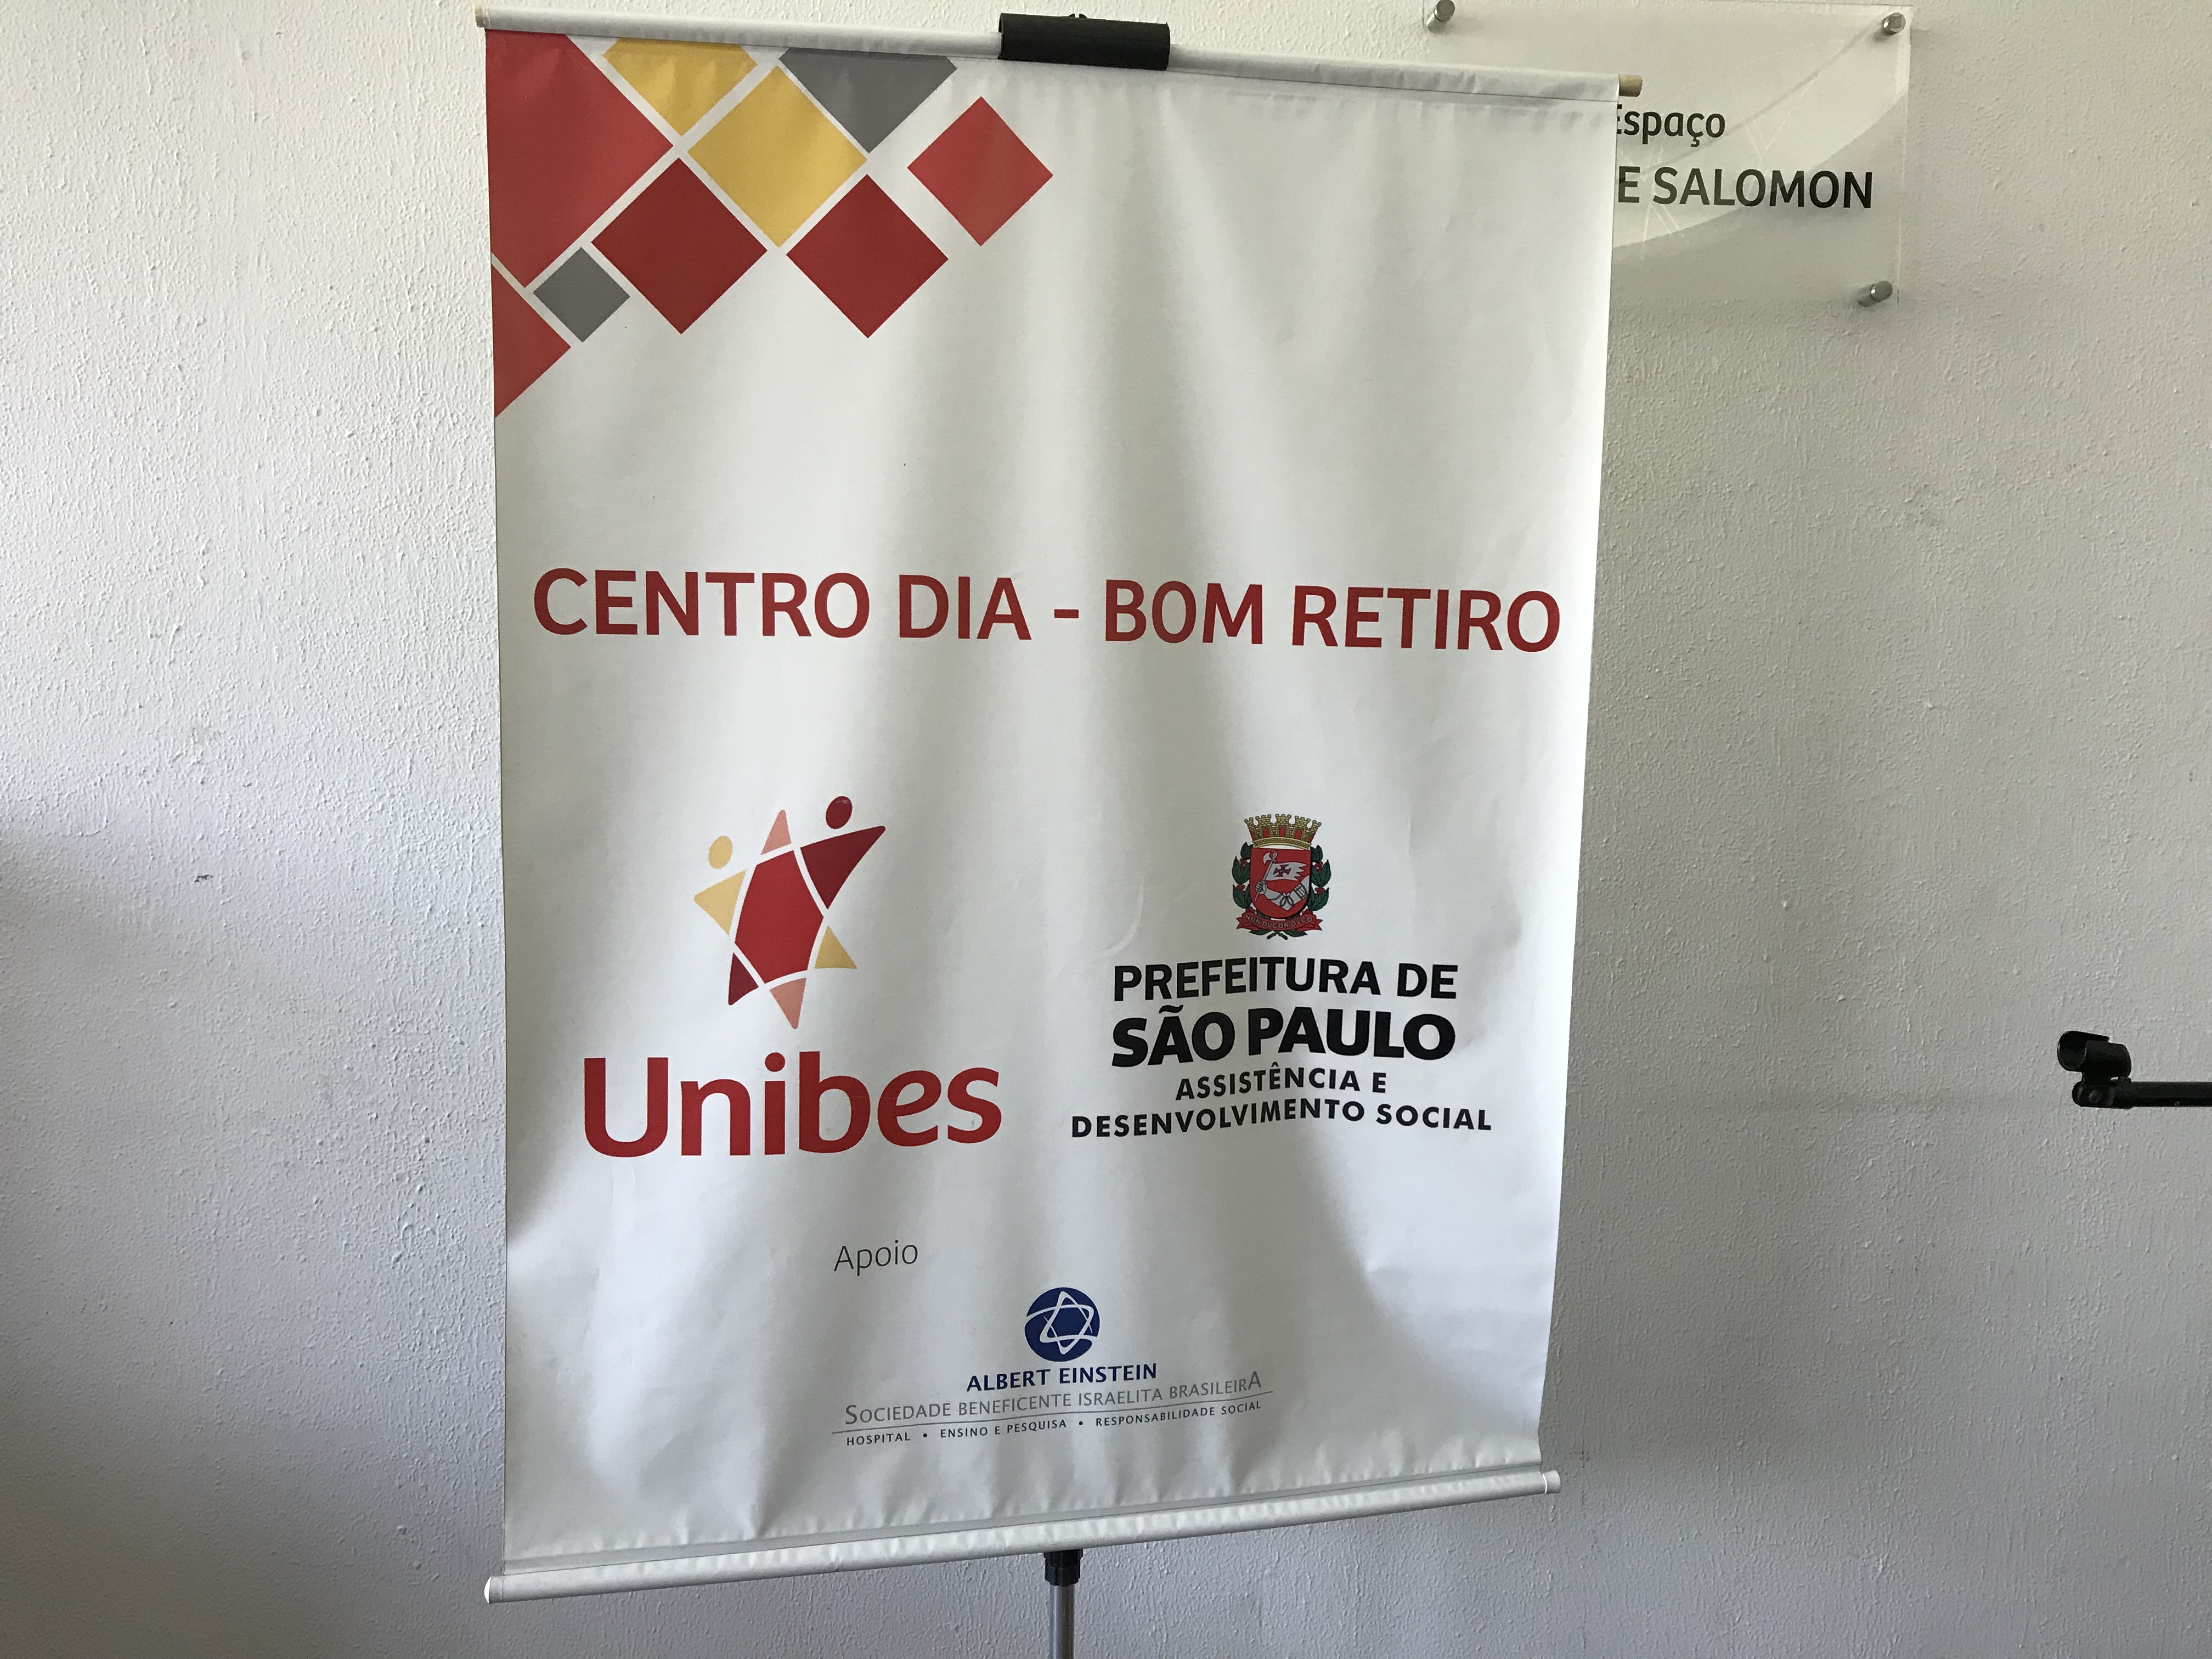 Espaço
E SALOMON
CENTRO DIA - BOM RETIRO
Unibes
PREFEITURA DE
SÃO PAULO
ASSISTÊNCIA E
DESENVOLVIMENTO SOCIAL
Apoio
ALBERT EINSTEIN
SOCIEDADE BENEFICENTE ISRAELITA BRASILEIRA
HOSPITAL • ENSINO E PESQUISA • RESPONSABILIDADE SOCIAL